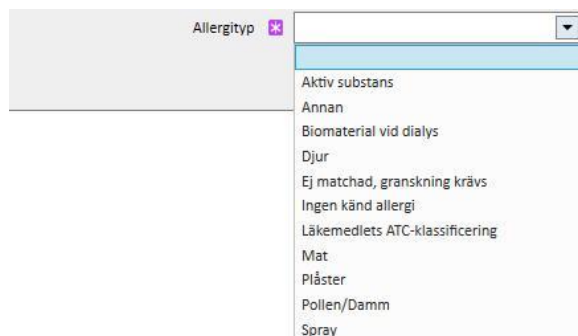 Allergityp
Aktiv substans
Annan
Biomaterial vid dialys
Djur
Ej matchad, granskning krävs
Ingen känd allergi
Läkemedlets ATC-klassificering
Mat
Plåster
Pollen/Damm
Spray